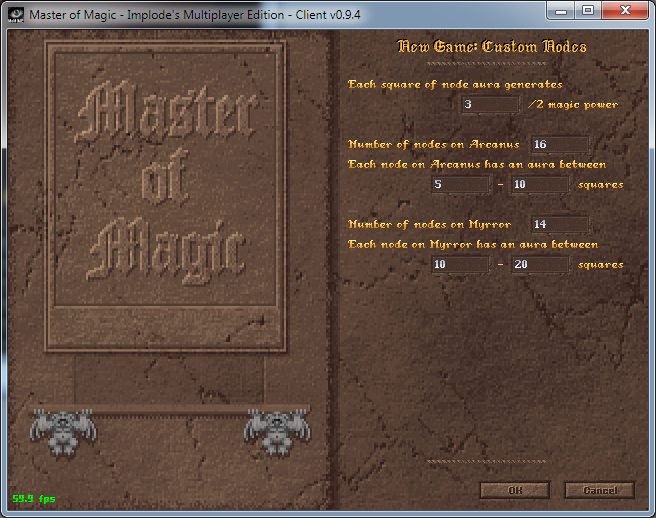 Master of Magic - Implode's Multiplayer Edition - Client v0.9.4
Master
of
Magic
New Game: Custom Nodes
Each square of node aura generates
3 /2 magic power
Number of nodes on Arcanus 16
Each node on Arcanus has an aura between
5 - 10 squares
Number of nodes on Myrror 14
Each node on Myrror has an aura between
10 - 20 squares
OK Cancel
59.9 fps